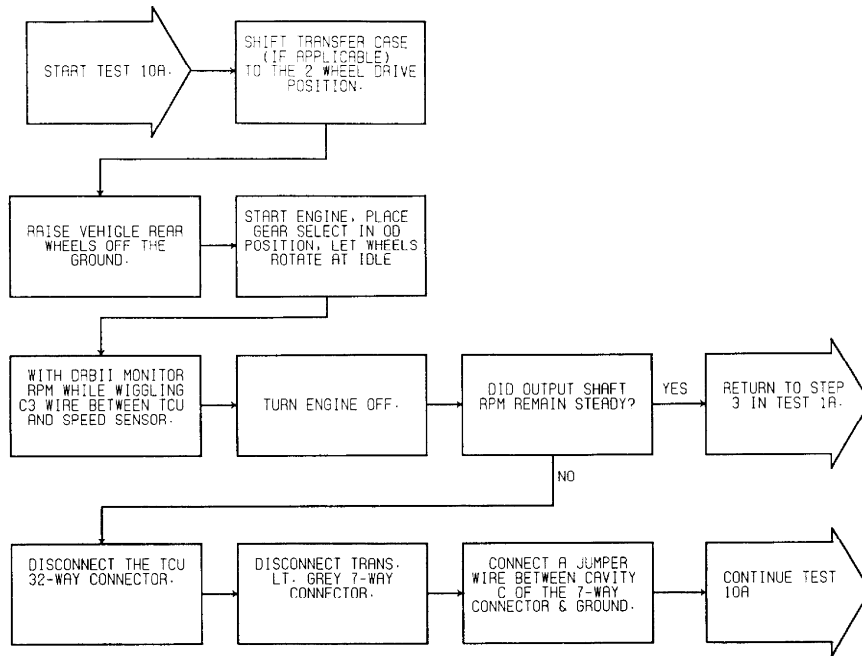 START TEST 10A.
SHIFT TRANSFER CASE
(IF APPLICABLE)
TO THE 2 WHEEL DRIVE
POSITION.
RAISE VEHICLE REAR
WHEELS OFF THE
GROUND.
START ENGINE, PLACE
GEAR SELECT IN OD
POSITION, LET WHEELS
ROTATE AT IDLE
WITH DRBII MONITOR
RPM WHILE WIGGLING
C3 WIRE BETWEEN TCU
AND SPEED SENSOR.
TURN ENGINE OFF.
DID OUTPUT SHAFT
RPM REMAIN STEADY?
YES
RETURN TO STEP
3 IN TEST 1A.
NO
DISCONNECT THE TCU
32-WAY CONNECTOR.
DISCONNECT TRANS.
LT. GREY 7-WAY
CONNECTOR.
CONNECT A JUMPER
WIRE BETWEEN CAVITY
C OF THE 7-WAY
CONNECTOR & GROUND.
CONTINUE TEST
10A